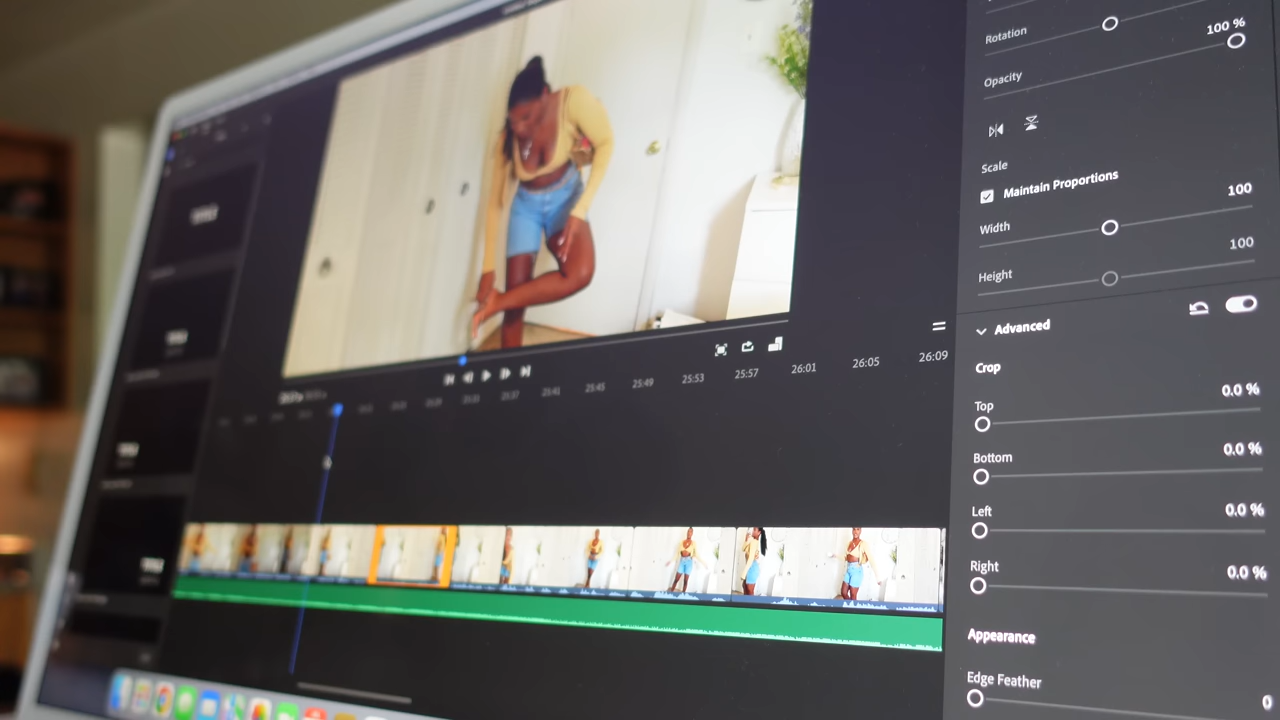 Rotation
100 %
Opacity
Scale
Maintain Proportions
100
Width
100
Height
Advanced
Crop
0.0 %
Top
0.0 %
Bottom
0.0 %
Left
0.0 %
Right
Appearance
Edge Feather
0
25:41 25:45 25:49 25:53 25:57 26:01 26:05 26:09